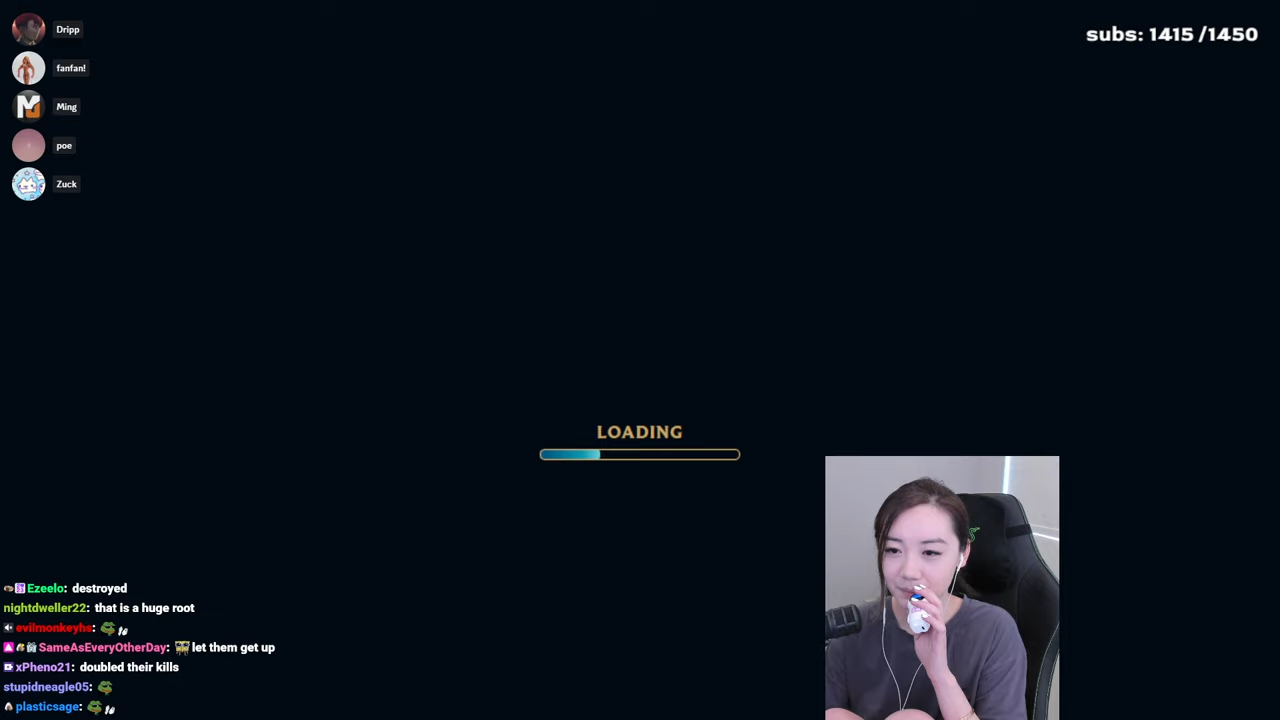 Dripp
subs: 1415 /1450
fanfan!
Ming
poe
Zuck
LOADING
Ezeelo: destroyed
nightdweller22: that is a huge root
evilmonkeyhs:
SameAsEveryOtherDay: let them get up
xPheno21: doubled their kills
stupidneagle05:
plasticsage: